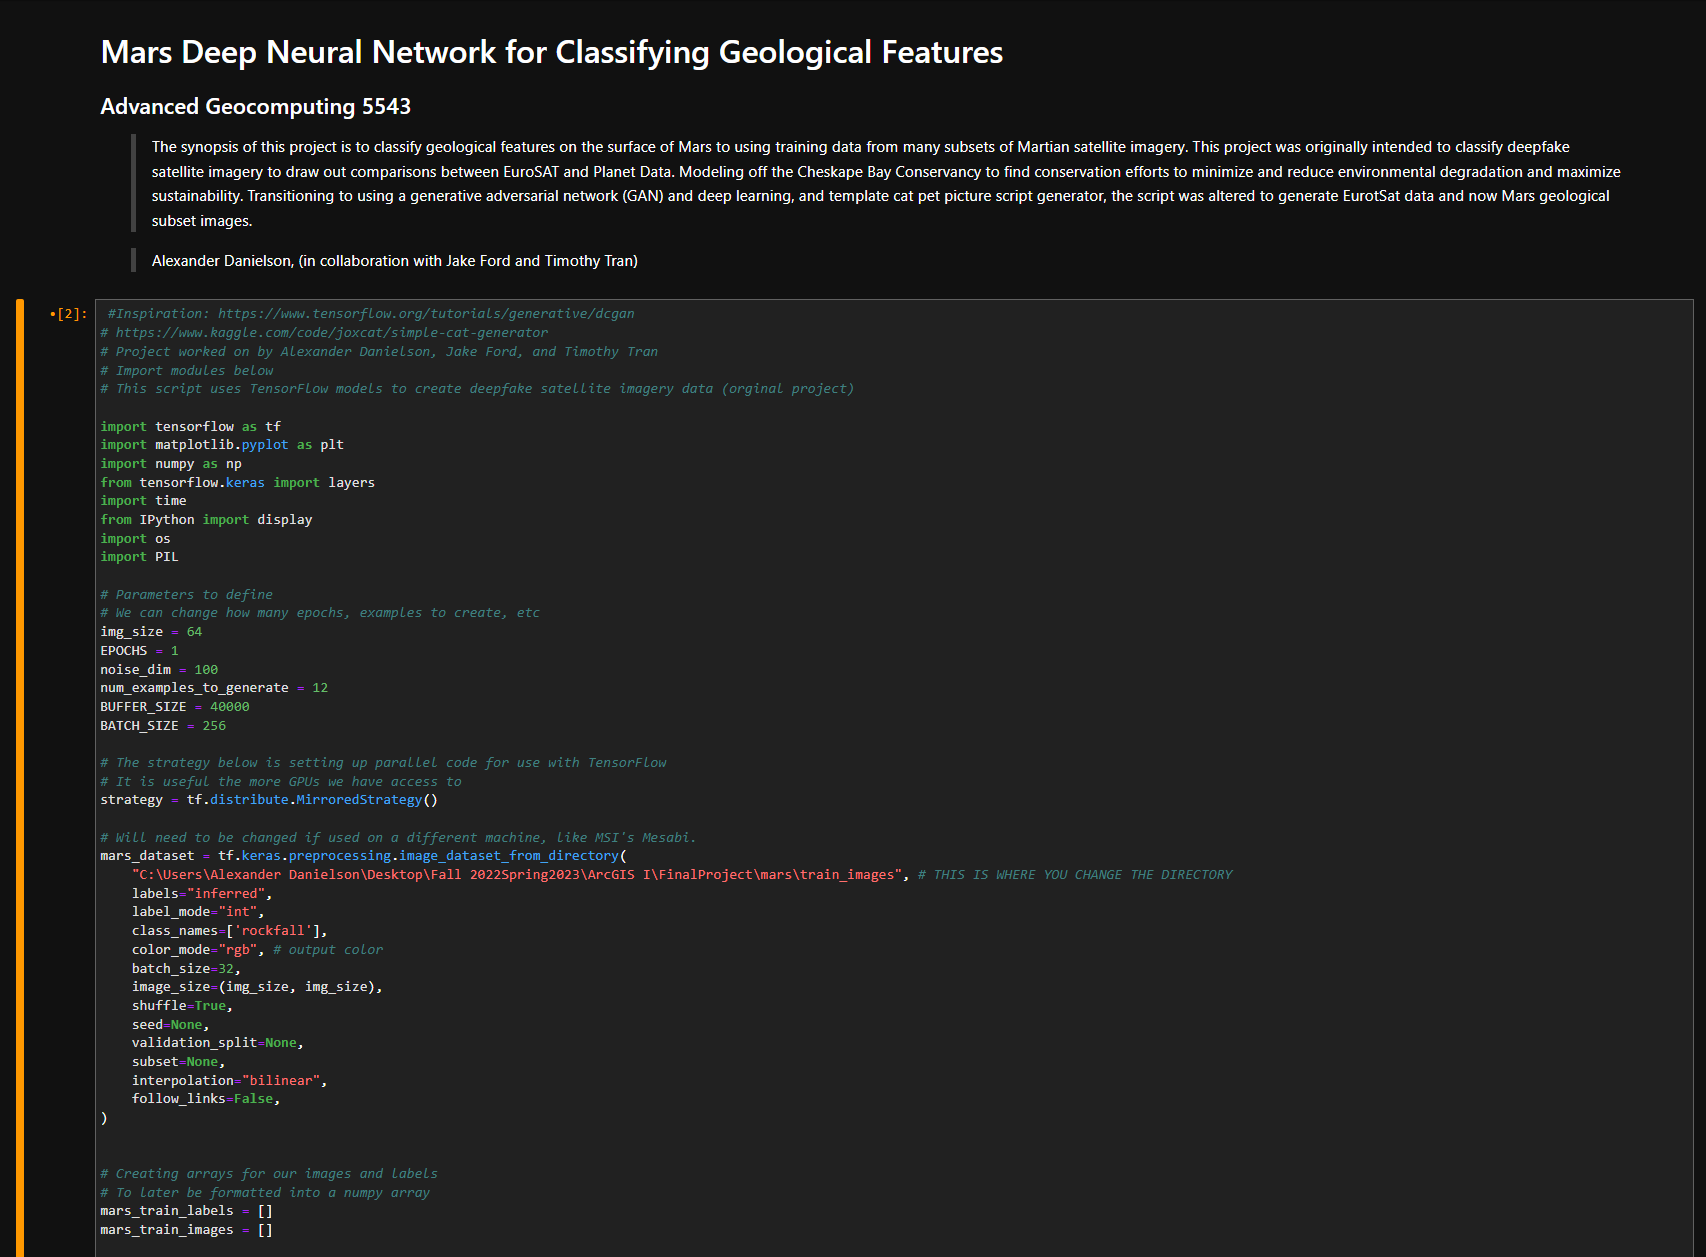 Mars Deep Neural Network for Classifying Geological Features
Advanced Geocomputing 5543
The synopsis of this project is to classify geological features on the surface of Mars to using training data from many subsets of Martian satellite imagery. This project was originally intended to classify deepfake
satellite imagery to draw out comparisons between EuroSAT and Planet Data. Modeling off the Cheskape Bay Conservancy to find conservation efforts to minimize and reduce environmental degradation and maximize
sustainability. Transitioning to using a generative adversarial network (GAN) and deep learning, and template cat pet picture script generator, the script was altered to generate EurotSat data and now Mars geological
subset images.
Alexander Danielson, (in collaboration with Jake Ford and Timothy Tran)
•[2]: #Inspiration: https://www.tensorflow.org/tutorials/generative/dcgan
# https://www.kaggle.com/code/joxcat/simple-cat-generator
# Project worked on by Alexander Danielson, Jake Ford, and Timothy Tran
# Import modules below
# This script uses TensorFlow models to create deepfake satellite imagery data (orginal project)
import tensorflow as tf
import matplotlib.pyplot as plt
import numpy as np
from tensorflow.keras import layers
import time
from IPython import display
import os
import PIL
# Parameters to define
# We can change how many epochs, examples to create, etc
img_size = 64
EPOCHS = 1
noise_dim = 100
num_examples_to_generate = 12
BUFFER_SIZE = 40000
BATCH_SIZE = 256
# The strategy below is setting up parallel code for use with TensorFlow
# It is useful the more GPUs we have access to
strategy = tf.distribute.MirroredStrategy()
# Will need to be changed if used on a different machine, like MSI's Mesabi.
mars_dataset = tf.keras.preprocessing.image_dataset_from_directory(
    "C:\Users\Alexander Danielson\Desktop\Fall 2022Spring2023\ArcGIS I\FinalProject\mars\train_images", # THIS IS WHERE YOU CHANGE THE DIRECTORY
    labels="inferred",
    label_mode="int",
    class_names=['rockfall'],
    color_mode="rgb", # output color
    batch_size=32,
    image_size=(img_size, img_size),
    shuffle=True,
    seed=None,
    validation_split=None,
    subset=None,
    interpolation="bilinear",
    follow_links=False,
)
# Creating arrays for our images and labels
# To later be formatted into a numpy array
mars_train_labels = []
mars_train_images = []